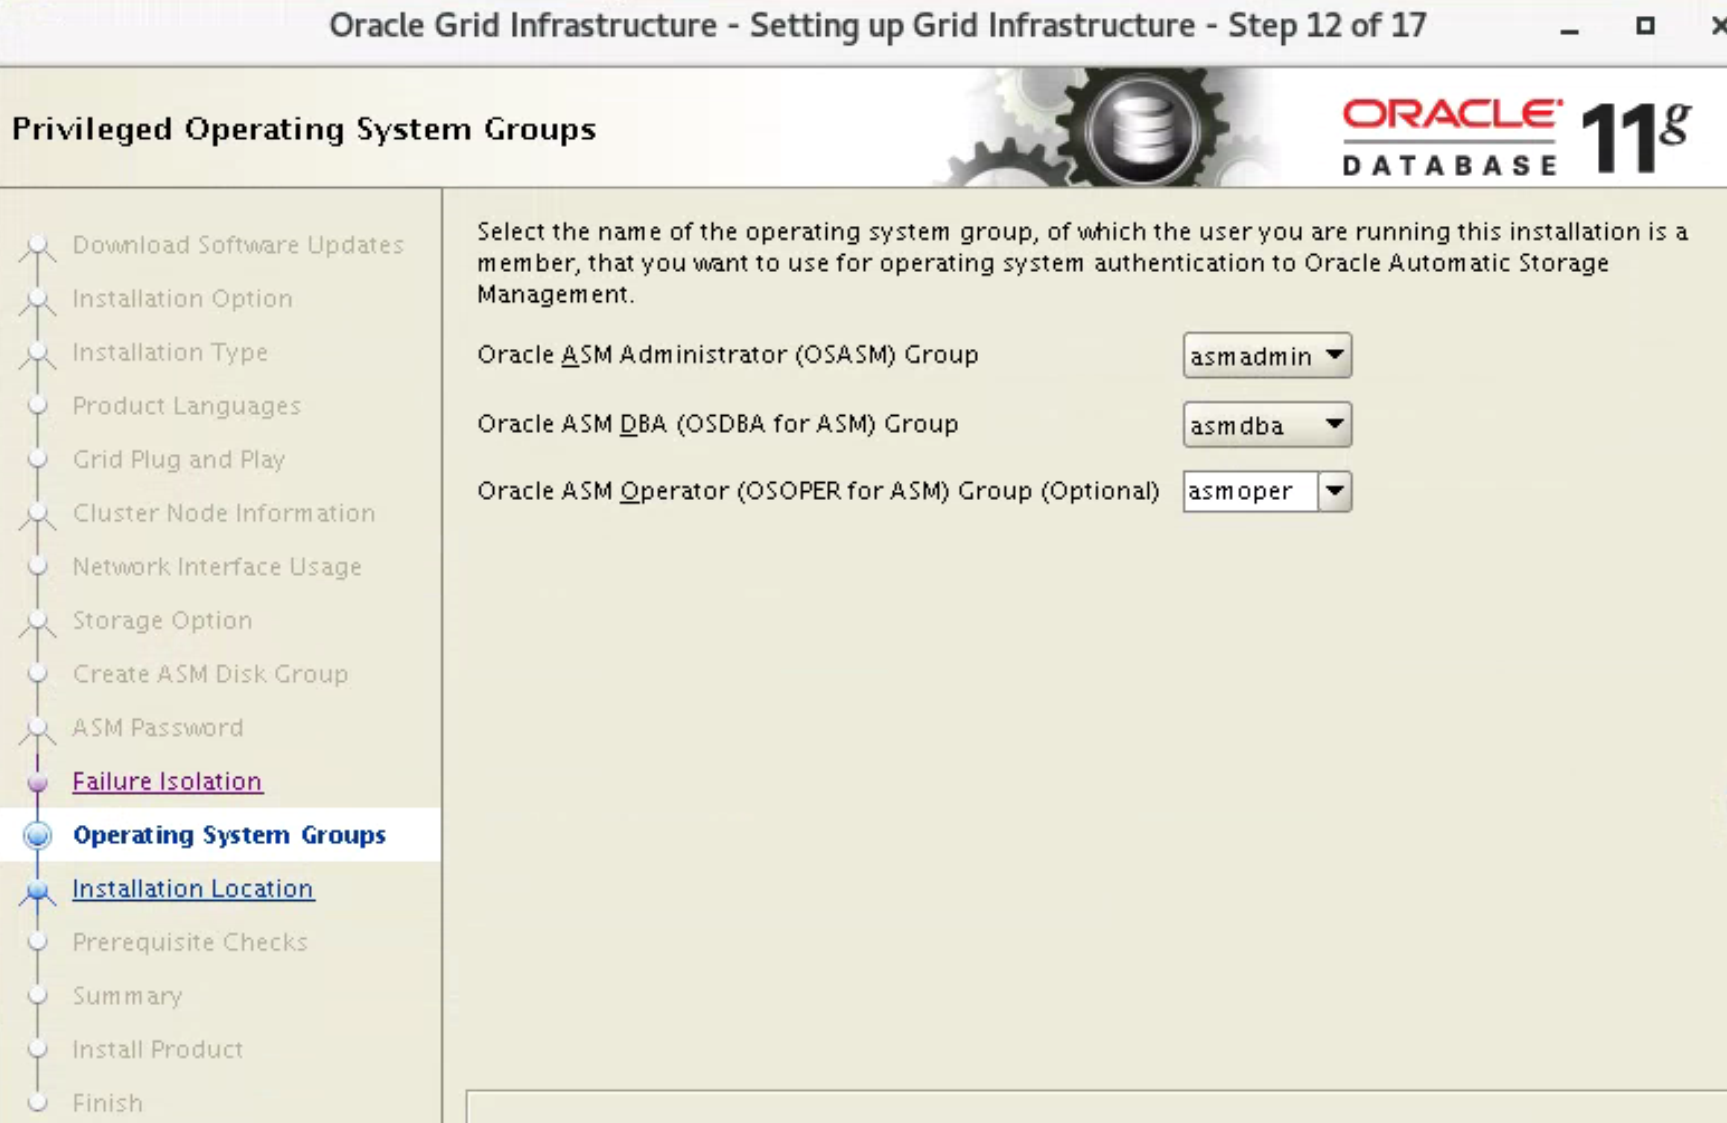 Oracle Grid Infrastructure - Setting up Grid Infrastructure - Step 12 of 17
Privileged Operating System Groups
ORACLE
DATABASE
11g
Download Software Updates
Installation Option
Installation Type
Product Languages
Grid Plug and Play
Cluster Node Information
Network Interface Usage
Storage Option
Create ASM Disk Group
ASM Password
Failure Isolation
Operating System Groups
Installation Location
Prerequisite Checks
Summary
Install Product
Finish
Select the name of the operating system group, of which the user you are running this installation is a
member, that you want to use for operating system authentication to Oracle Automatic Storage
Management.
Oracle ASM Administrator (OSASM) Group asmadmin
Oracle ASM DBA (OSDBA for ASM) Group asmdba
Oracle ASM Operator (OSOPER for ASM) Group (Optional) asmoper